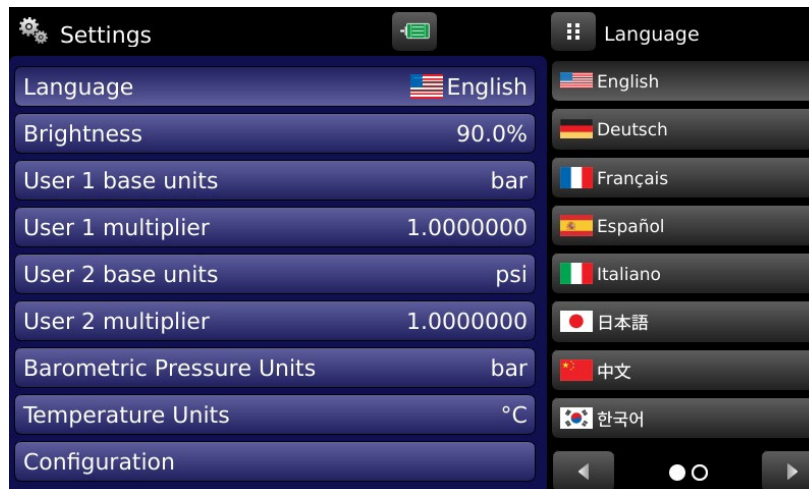 Settings
Language English
Brightness 90.0%
User 1 base units bar
User 1 multiplier 1.0000000
User 2 base units psi
User 2 multiplier 1.0000000
Barometric Pressure Units bar
Temperature Units °C
Configuration
Language
English
Deutsch
Français
Español
Italiano
日本語
中文
한국어